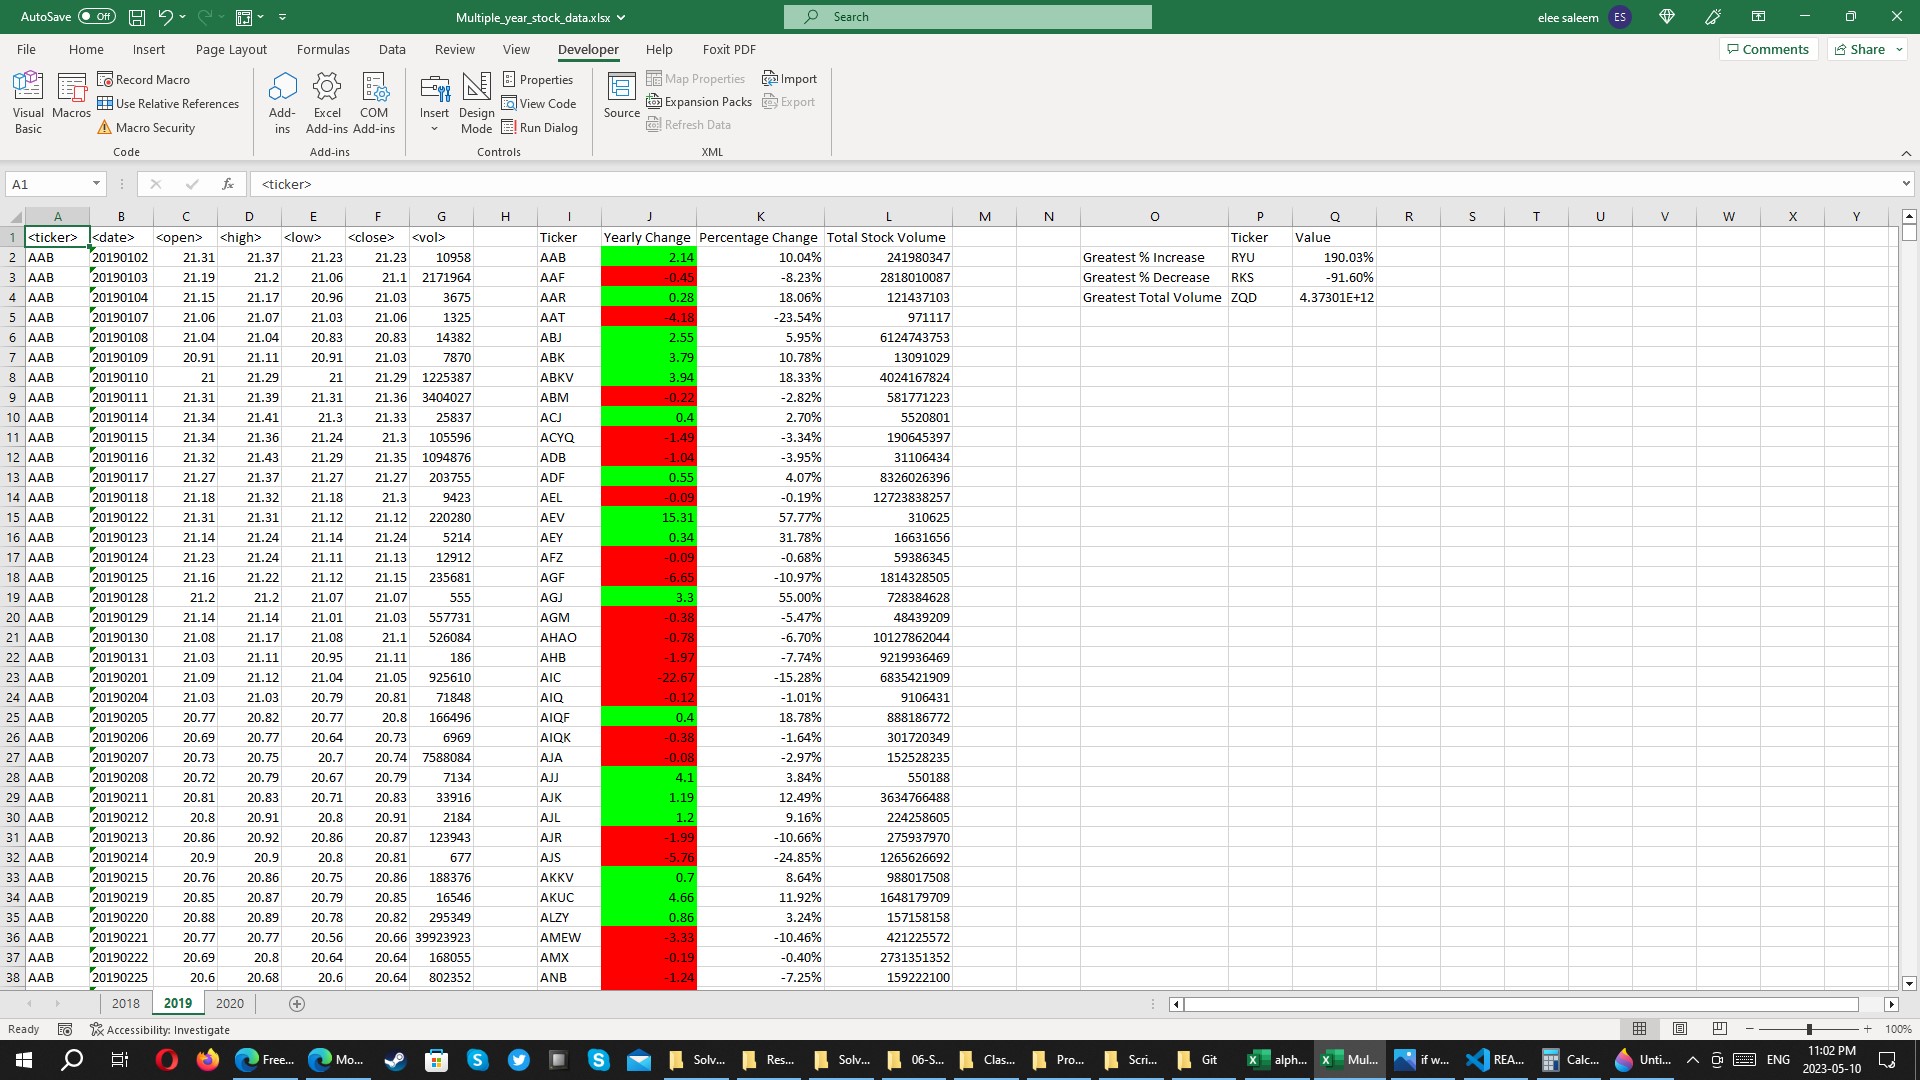 AutoSave Off Multiple_year_stock_data.xlsx Search elee saleem ES
File Home Insert Page Layout Formulas Data Review View Developer Help Foxit PDF Comments Share
Visual Basic Macros Record Macro Use Relative References Macro Security Code
Add-ins Excel Add-ins COM Add-ins Add-ins
Insert Design Mode Properties View Code Run Dialog Controls
Source Map Properties Expansion Packs Refresh Data Import Export XML
A1 fx <ticker>
A B C D E F G H I J K L M N O P Q R S T U V W X Y
1 <ticker> <date> <open> <high> <low> <close> <vol> Ticker Yearly Change Percentage Change Total Stock Volume Ticker Value
2 AAB 20190102 21.31 21.37 21.23 21.23 10958 AAB 2.14 10.04% 241980347 Greatest % Increase RYU 190.03%
3 AAB 20190103 21.19 21.2 21.06 21.1 2171964 AAF -0.45 -8.23% 2818010087 Greatest % Decrease RKS -91.60%
4 AAB 20190104 21.15 21.17 20.96 21.03 3675 AAR 0.28 18.06% 121437103 Greatest Total Volume ZQD 4.37301E+12
5 AAB 20190107 21.06 21.07 21.03 21.06 1325 AAT -4.18 -23.54% 971117
6 AAB 20190108 21.04 21.04 20.83 20.83 14382 ABJ 2.55 5.95% 6124743753
7 AAB 20190109 20.91 21.11 20.91 21.03 7870 ABK 3.79 10.78% 13091029
8 AAB 20190110 21 21.29 21 21.29 1225387 ABKV 3.94 18.33% 4024167824
9 AAB 20190111 21.31 21.39 21.31 21.36 3404027 ABM -0.22 -2.82% 581771223
10 AAB 20190114 21.34 21.41 21.3 21.33 25837 ACJ 0.4 2.70% 5520801
11 AAB 20190115 21.34 21.36 21.24 21.3 105596 ACYQ -1.49 -3.34% 190645397
12 AAB 20190116 21.32 21.43 21.29 21.35 1094876 ADB -1.04 -3.95% 31106434
13 AAB 20190117 21.27 21.37 21.27 21.27 203755 ADF 0.55 4.07% 8326026396
14 AAB 20190118 21.18 21.32 21.18 21.3 9423 AEL -0.09 -0.19% 12723838257
15 AAB 20190122 21.31 21.31 21.12 21.12 220280 AEV 15.31 57.77% 310625
16 AAB 20190123 21.14 21.24 21.14 21.24 5214 AEY 0.34 31.78% 16631656
17 AAB 20190124 21.23 21.24 21.11 21.13 12912 AFZ -0.09 -0.68% 59386345
18 AAB 20190125 21.16 21.22 21.12 21.15 235681 AGF -6.65 -10.97% 1814328505
19 AAB 20190128 21.2 21.2 21.07 21.07 555 AGJ 3.3 55.00% 728384628
20 AAB 20190129 21.14 21.14 21.01 21.03 557731 AGM -0.38 -5.47% 48439209
21 AAB 20190130 21.08 21.17 21.08 21.1 526084 AHAO -0.78 -6.70% 10127862044
22 AAB 20190131 21.03 21.11 20.95 21.11 186 AHB -1.97 -7.74% 9219936469
23 AAB 20190201 21.09 21.12 21.04 21.05 925610 AIC -22.67 -15.28% 6835421909
24 AAB 20190204 21.03 21.03 20.79 20.81 71848 AIQ -0.12 -1.01% 9106431
25 AAB 20190205 20.77 20.82 20.77 20.8 166496 AIQF 0.4 18.78% 888186772
26 AAB 20190206 20.69 20.77 20.64 20.73 6969 AIQK -0.38 -1.64% 301720349
27 AAB 20190207 20.73 20.75 20.7 20.74 7588084 AJA -0.08 -2.97% 152528235
28 AAB 20190208 20.72 20.79 20.67 20.79 7134 AJJ 4.1 3.84% 550188
29 AAB 20190211 20.81 20.83 20.71 20.83 33916 AJK 1.19 12.49% 3634766488
30 AAB 20190212 20.8 20.91 20.8 20.91 2184 AJL 1.2 9.16% 224258605
31 AAB 20190213 20.86 20.92 20.86 20.87 123943 AJR -1.99 -10.66% 275937970
32 AAB 20190214 20.9 20.9 20.8 20.81 677 AJS -5.76 -24.85% 1265626692
33 AAB 20190215 20.76 20.86 20.75 20.86 188376 AKKV 0.7 8.64% 988017508
34 AAB 20190219 20.85 20.87 20.79 20.85 16546 AKUC 4.66 11.92% 1648179709
35 AAB 20190220 20.88 20.89 20.78 20.82 295349 ALZY 0.86 3.24% 157158158
36 AAB 20190221 20.77 20.77 20.56 20.66 39923923 AMEW -3.33 -10.46% 421225572
37 AAB 20190222 20.69 20.8 20.64 20.64 168055 AMX -0.19 -0.40% 2731351352
38 AAB 20190225 20.6 20.68 20.6 20.64 802352 ANB -1.24 -7.25% 159222100
2018 2019 2020
Ready Accessibility: Investigate 100%
Free... Mo... Solv... Res... Solv... 06-S... Clas... Pro... Scri... Git alph... Mul... if w... REA... Calc... Unti... ENG 11:02 PM
2023-05-10